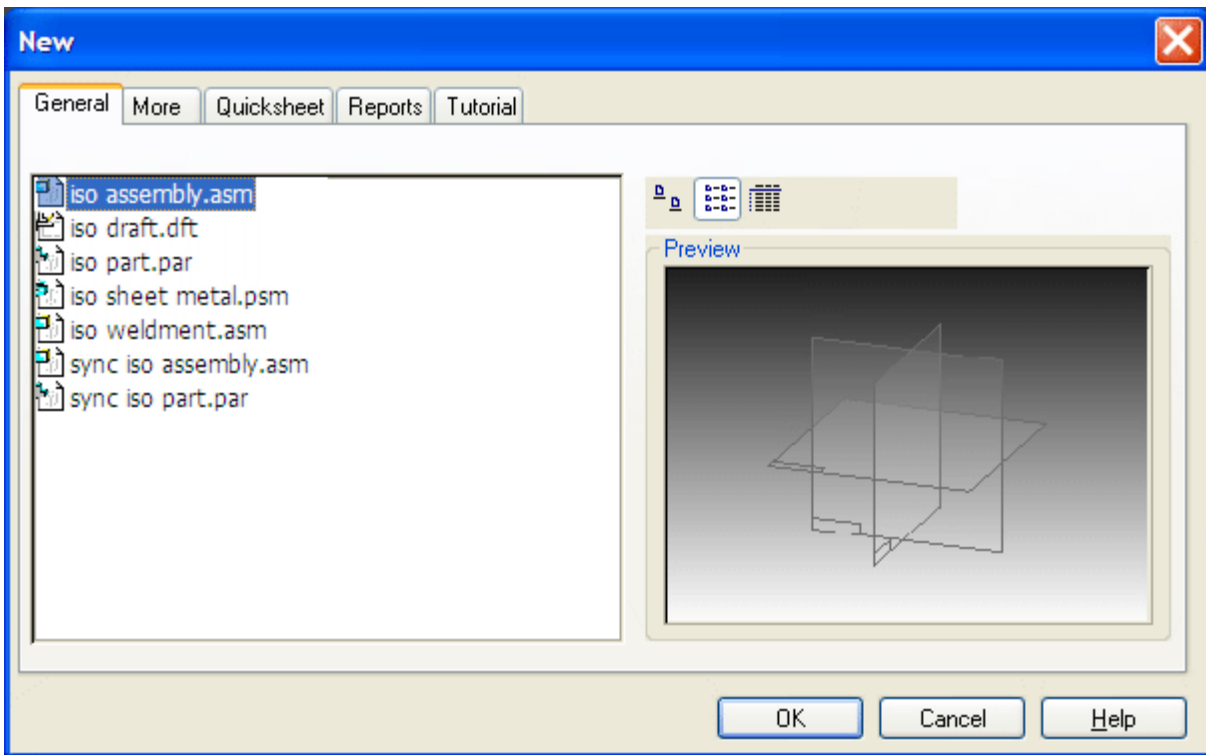 New
General More Quicksheet Reports Tutorial
iso assembly.asm
iso draft.dft
iso part.par
iso sheet metal.psm
iso weldment.asm
sync iso assembly.asm
sync iso part.par
Preview
OK Cancel Help